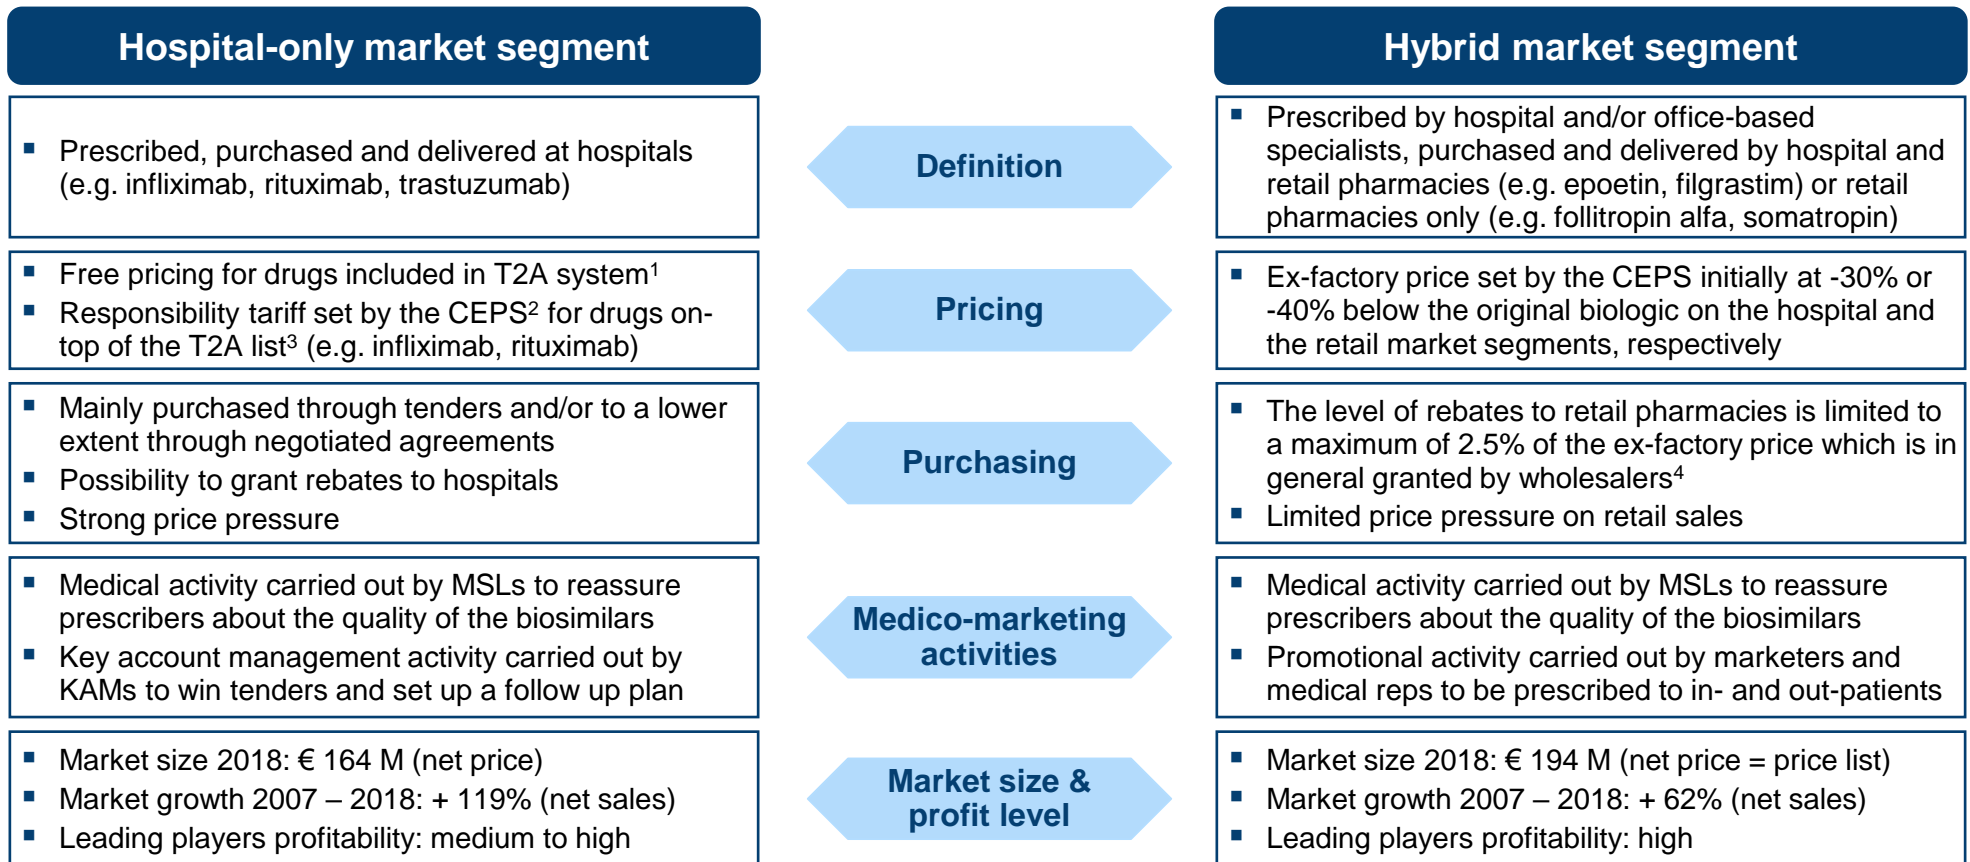 Hospital-only market segment
Hybrid market segment
▪ Prescribed, purchased and delivered at hospitals
(e.g. infliximab, rituximab, trastuzumab)
Definition
▪ Prescribed by hospital and/or office-based
specialists, purchased and delivered by hospital and
retail pharmacies (e.g. epoetin, filgrastim) or retail
pharmacies only (e.g. follitropin alfa, somatropin)
▪ Free pricing for drugs included in T2A system¹
▪ Responsibility tariff set by the CEPS² for drugs on-
top of the T2A list³ (e.g. infliximab, rituximab)
Pricing
▪ Ex-factory price set by the CEPS initially at -30% or
-40% below the original biologic on the hospital and
the retail market segments, respectively
▪ Mainly purchased through tenders and/or to a lower
extent through negotiated agreements
▪ Possibility to grant rebates to hospitals
▪ Strong price pressure
Purchasing
▪ The level of rebates to retail pharmacies is limited to
a maximum of 2.5% of the ex-factory price which is in
general granted by wholesalers⁴
▪ Limited price pressure on retail sales
▪ Medical activity carried out by MSLs to reassure
prescribers about the quality of the biosimilars
▪ Key account management activity carried out by
KAMs to win tenders and set up a follow up plan
Medico-marketing
activities
▪ Medical activity carried out by MSLs to reassure
prescribers about the quality of the biosimilars
▪ Promotional activity carried out by marketers and
medical reps to be prescribed to in- and out-patients
▪ Market size 2018: € 164 M (net price)
▪ Market growth 2007 – 2018: + 119% (net sales)
▪ Leading players profitability: medium to high
Market size &
profit level
▪ Market size 2018: € 194 M (net price = price list)
▪ Market growth 2007 – 2018: + 62% (net sales)
▪ Leading players profitability: high